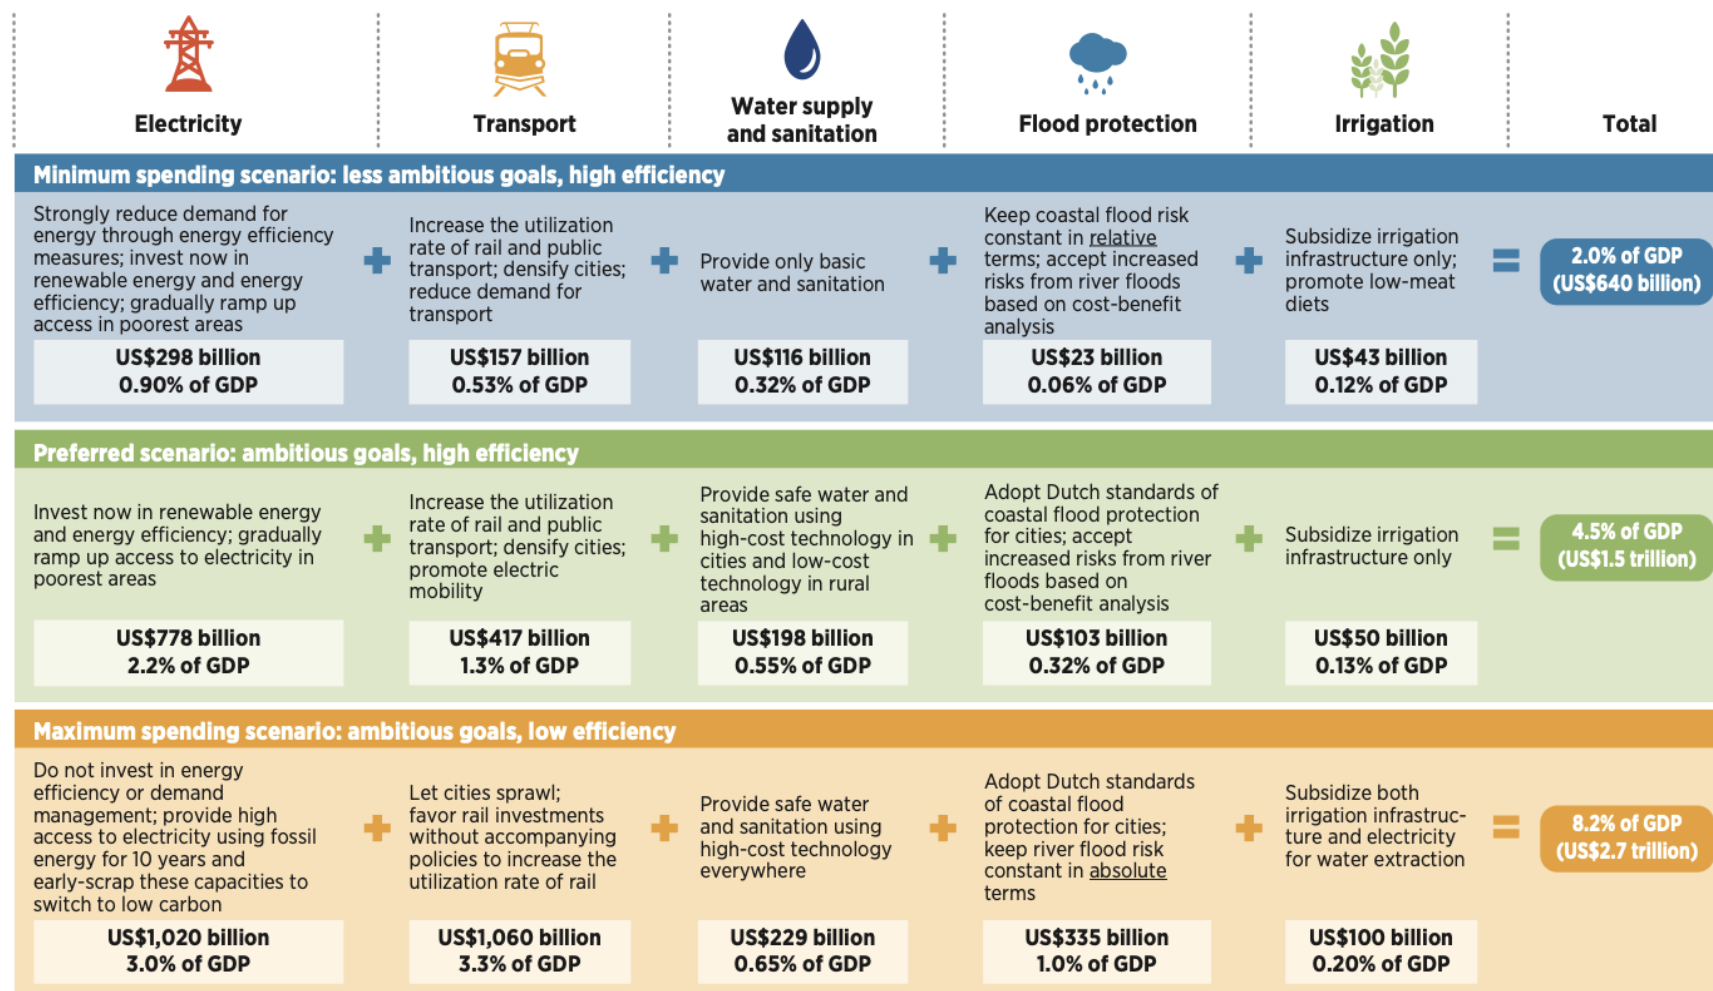 Electricity
Transport
Water supply
and sanitation
Flood protection
Irrigation
Total
Minimum spending scenario: less ambitious goals, high efficiency
Strongly reduce demand for
energy through energy efficiency
measures; invest now in
renewable energy and energy
efficiency; gradually ramp up
access in poorest areas
US$298 billion
0.90% of GDP
+
Increase the utilization
rate of rail and public
transport; densify cities;
reduce demand for
transport
US$157 billion
0.53% of GDP
+
Provide only basic
water and sanitation
US$116 billion
0.32% of GDP
+
Keep coastal flood risk
constant in relative
terms; accept increased
risks from river floods
based on cost-benefit
analysis
US$23 billion
0.06% of GDP
+
Subsidize irrigation
infrastructure only;
promote low-meat
diets
US$43 billion
0.12% of GDP
=
2.0% of GDP
(US$640 billion)
Preferred scenario: ambitious goals, high efficiency
Invest now in renewable energy
and energy efficiency; gradually
ramp up access to electricity in
poorest areas
US$778 billion
2.2% of GDP
+
Increase the utilization
rate of rail and public
transport; densify cities;
promote electric
mobility
US$417 billion
1.3% of GDP
+
Provide safe water and
sanitation using
high-cost technology in
cities and low-cost
technology in rural
areas
US$198 billion
0.55% of GDP
+
Adopt Dutch standards of
coastal flood protection
for cities; accept
increased risks from river
floods based on
cost-benefit analysis
US$103 billion
0.32% of GDP
+
Subsidize irrigation
infrastructure only
US$50 billion
0.13% of GDP
=
4.5% of GDP
(US$1.5 trillion)
Maximum spending scenario: ambitious goals, low efficiency
Do not invest in energy
efficiency or demand
management; provide high
access to electricity using fossil
energy for 10 years and
early-scrap these capacities to
switch to low carbon
US$1,020 billion
3.0% of GDP
+
Let cities sprawl;
favor rail investments
without accompanying
policies to increase the
utilization rate of rail
US$1,060 billion
3.3% of GDP
+
Provide safe water
and sanitation using
high-cost technology
everywhere
US$229 billion
0.65% of GDP
+
Adopt Dutch standards
of coastal flood
protection for cities;
keep river flood risk
constant in absolute
terms
US$335 billion
1.0% of GDP
+
Subsidize both
irrigation infrastruc-
ture and electricity
for water extraction
US$100 billion
0.20% of GDP
=
8.2% of GDP
(US$2.7 trillion)